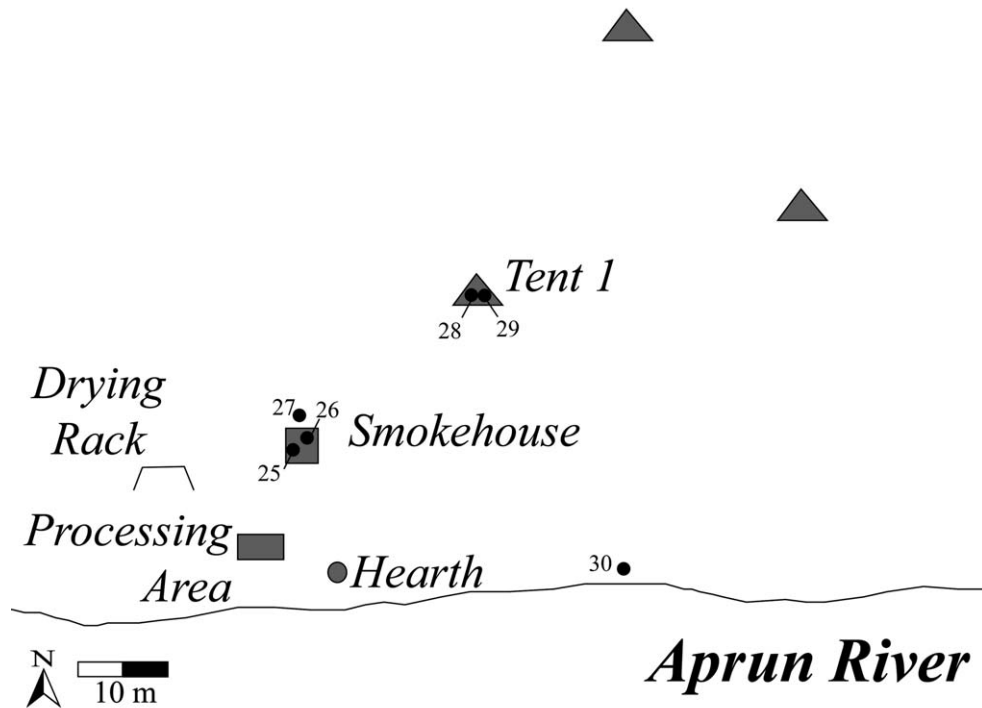 Tent 1
28
29
Drying
Rack
27
26
Smokehouse
25
Processing
Area
Hearth
30
N
10 m
Aprun River